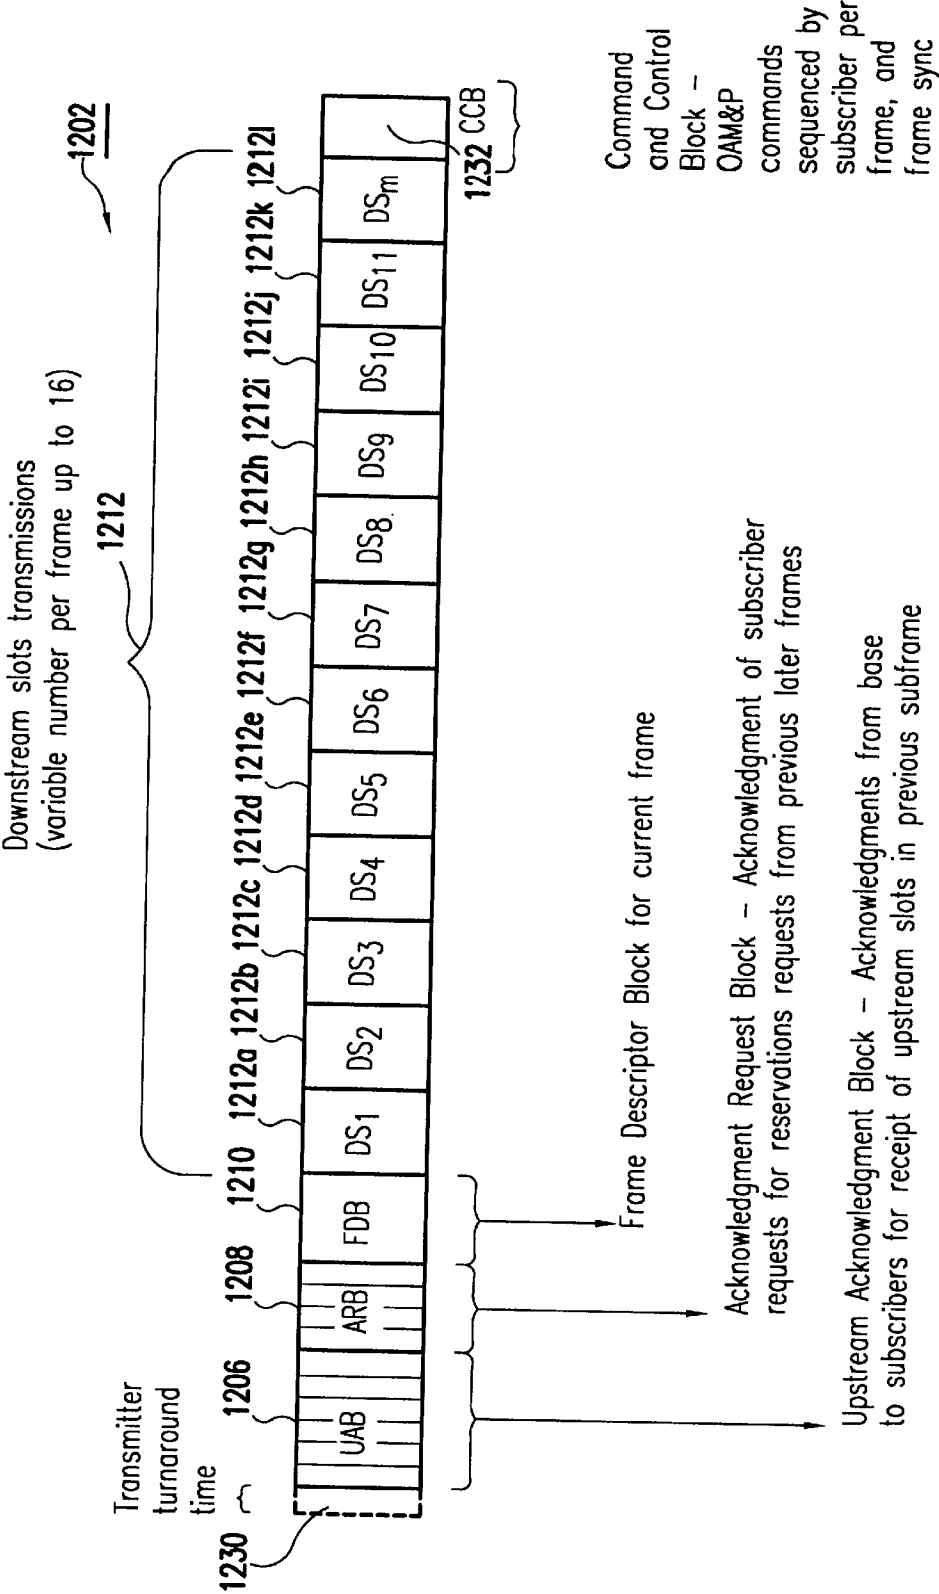 Downstream slots transmissions
(variable number per frame up to 16)
1212
1202
Transmitter
turnaround
time
1230
1206
1208
1210
1212a
1212b
1212c
1212d
1212e
1212f
1212g
1212h
1212i
1212j
1212k
1212l
UAB
ARB
FDB
DS1
DS2
DS3
DS4
DS5
DS6
DS7
DS8
DS9
DS10
DS11
DSm
1232 CCB
Frame Descriptor Block for current frame
Acknowledgment Request Block – Acknowledgment of subscriber
requests for reservations requests from previous later frames
Upstream Acknowledgment Block – Acknowledgments from base
to subscribers for receipt of upstream slots in previous subframe
Command
and Control
Block –
OAM&P
commands
sequenced by
subscriber per
frame, and
frame sync